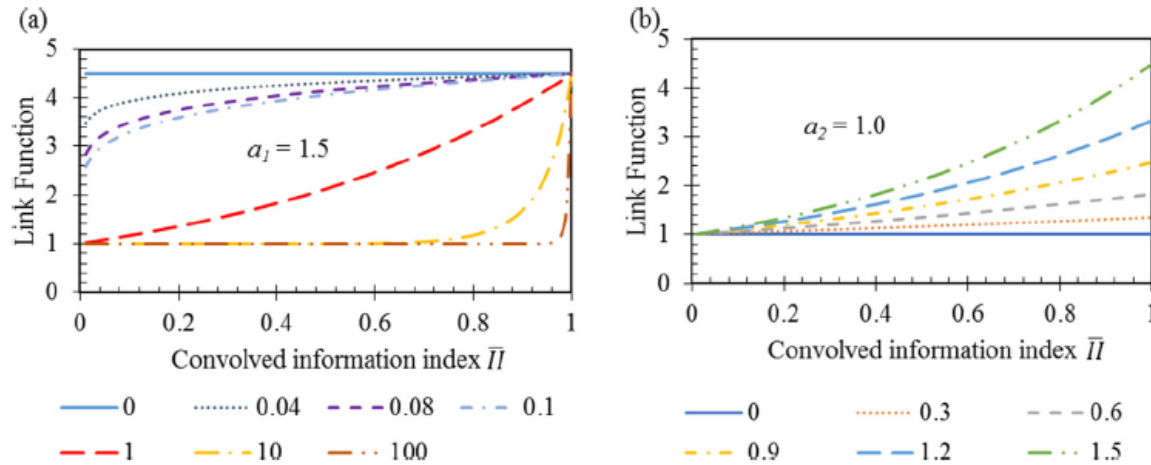 (a)
5
4
3
2
1
0
Link Function
a1 = 1.5
0 0.2 0.4 0.6 0.8 1
Convolved information index II
0 0.04 0.08 0.1
1 10 100
(b)
5
4
3
2
1
0
Link Function
a2 = 1.0
0 0.2 0.4 0.6 0.8 1
Convolved information index II
0 0.3 0.6
0.9 1.2 1.5